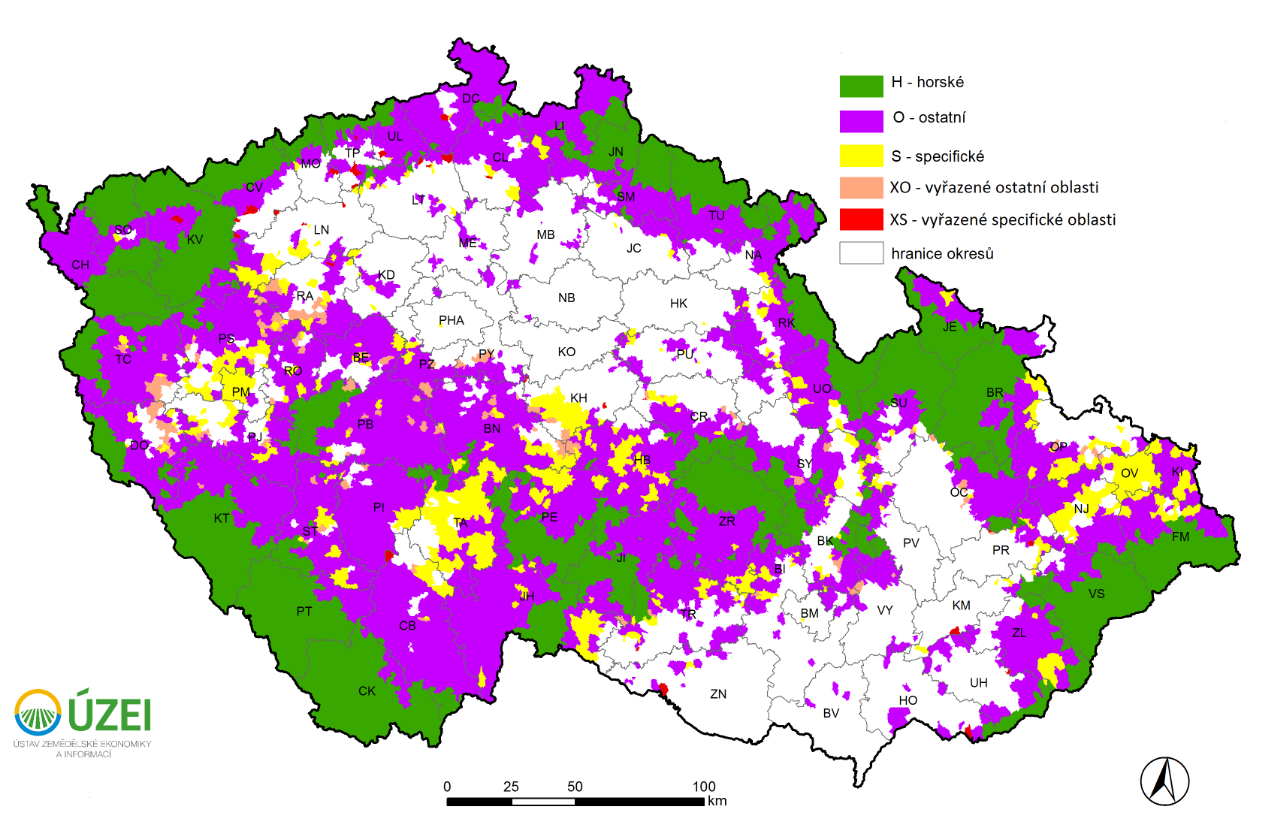 H - horské
O - ostatní
S - specifické
XO - vyřazené ostatní oblasti
XS - vyřazené specifické oblasti
hranice okresů
DC
LI
UL
TP
CL
JN
MO
CV
LT
SM
TU
SO
KV
LN
ME
MB
JC
NA
CH
KD
RA
NB
HK
PHA
RK
JE
PS
TC
BE
PZ
PY
KO
PU
RO
PM
KH
UO
SU
BR
DO
PJ
PB
BN
CR
HB
SY
OP
OV
KI
OC
NJ
KT
PI
ST
TA
PE
ZR
BK
PV
PR
FM
JI
BI
VS
PT
JH
TR
BM
VY
KM
CB
ZL
CK
ZN
BV
HO
UH
ÚZEI
ÚSTAV ZEMĚDĚLSKÉ EKONOMIKY
A INFORMACÍ
0 25 50 100
km